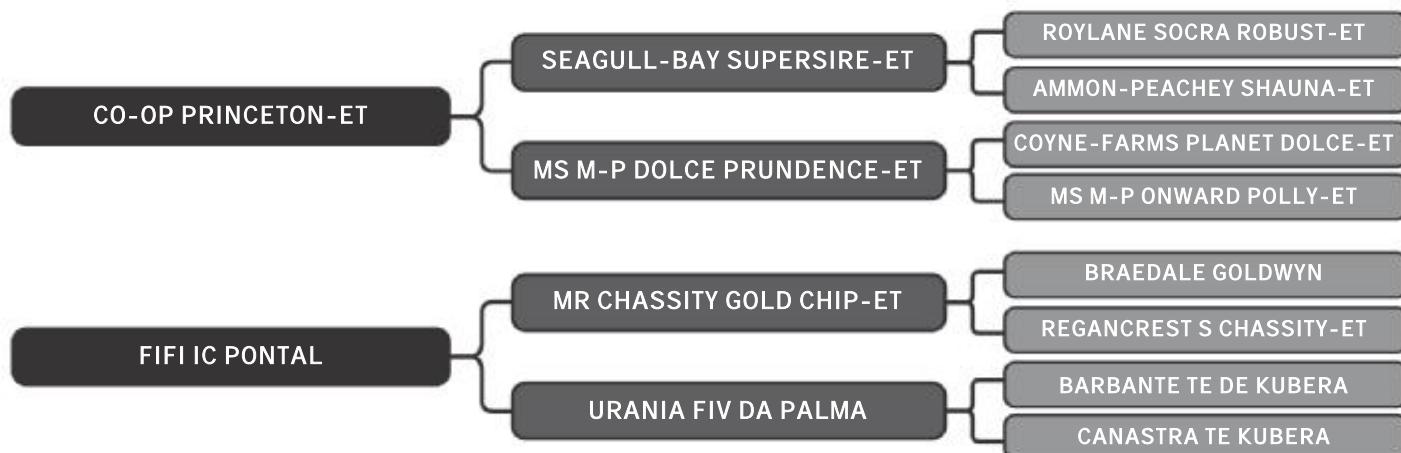 ROYLANE SOCRA ROBUST-ET
SEAGULL-BAY SUPERSIRE-ET
AMMON-PEACHEY SHAUNA-ET
CO-OP PRINCETON-ET
COYNE-FARMS PLANET DOLCE-ET
MS M-P DOLCE PRUNDENCE-ET
MS M-P ONWARD POLLY-ET
BRAEDALE GOLDWYN
MR CHASSITY GOLD CHIP-ET
REGANCREST S CHASSITY-ET
FIFI IC PONTAL
BARBANTE TE DE KUBERA
URANIA FIV DA PALMA
CANASTRA TE KUBERA